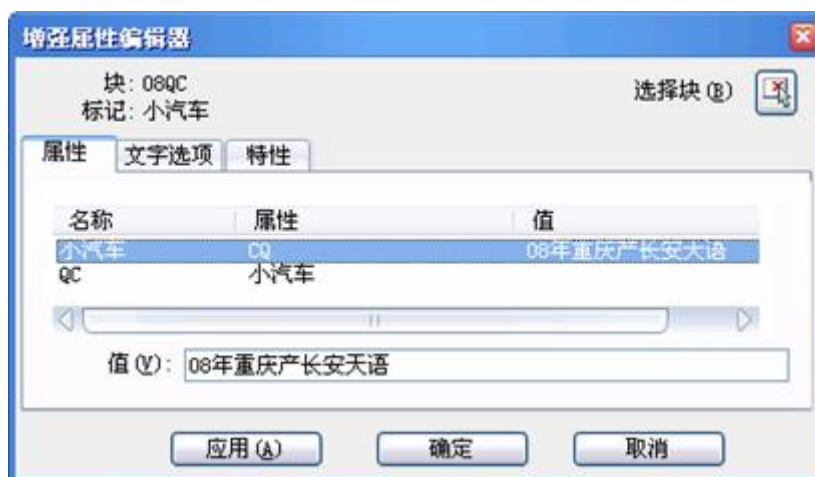 增强属性编辑器
块: 08QC
选择块(B)
标记: 小汽车
属性 文字选项 特性
名称 属性 值
小汽车 CQ 08年重庆产长安天语
QC 小汽车
值(V): 08年重庆产长安天语
应用(A) 确定 取消